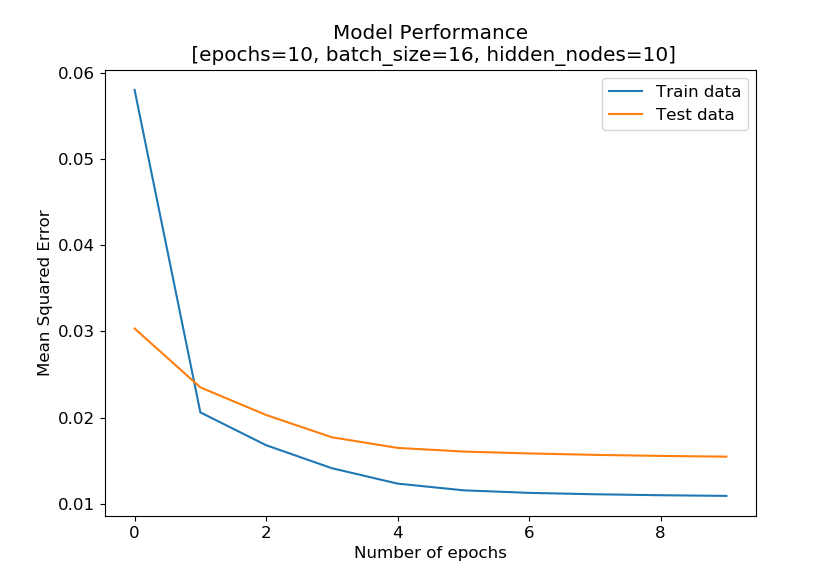 Model Performance
[epochs=10, batch_size=16, hidden_nodes=10]
Train data
Test data
0.06
0.05
0.04
0.03
0.02
0.01
Mean Squared Error
0 2 4 6 8
Number of epochs